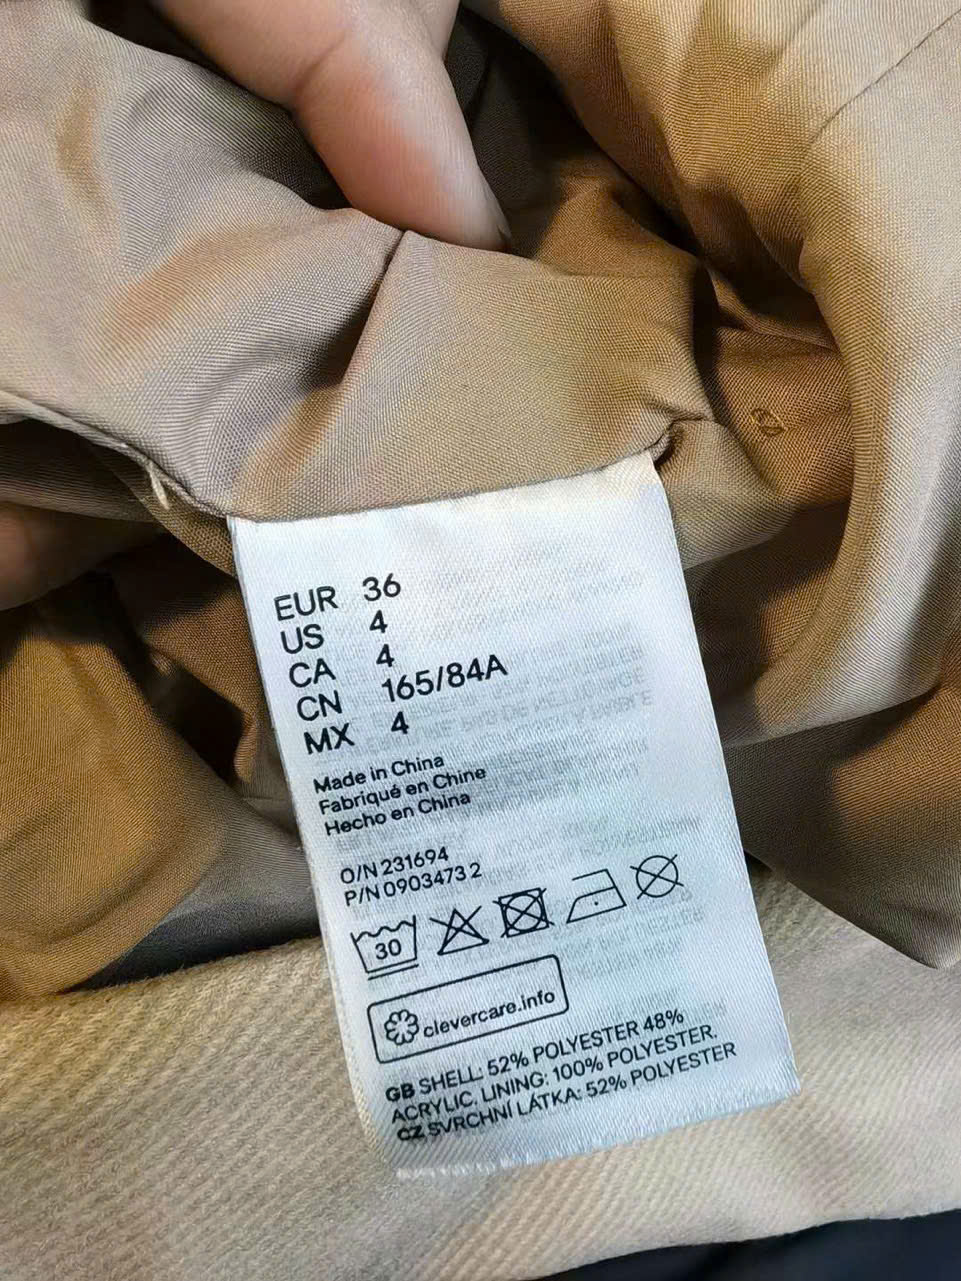 EUR 36
US 4
CA 4
CN 165/84A
MX 4
Made in China
Fabriqué en Chine
Hecho en China
O/N 231694
P/N 0903473 2
30
clevercare.info
GB SHELL: 52% POLYESTER 48%
ACRYLIC. LINING: 100% POLYESTER.
CZ SVRCHNÍ LÁTKA: 52% POLYESTER